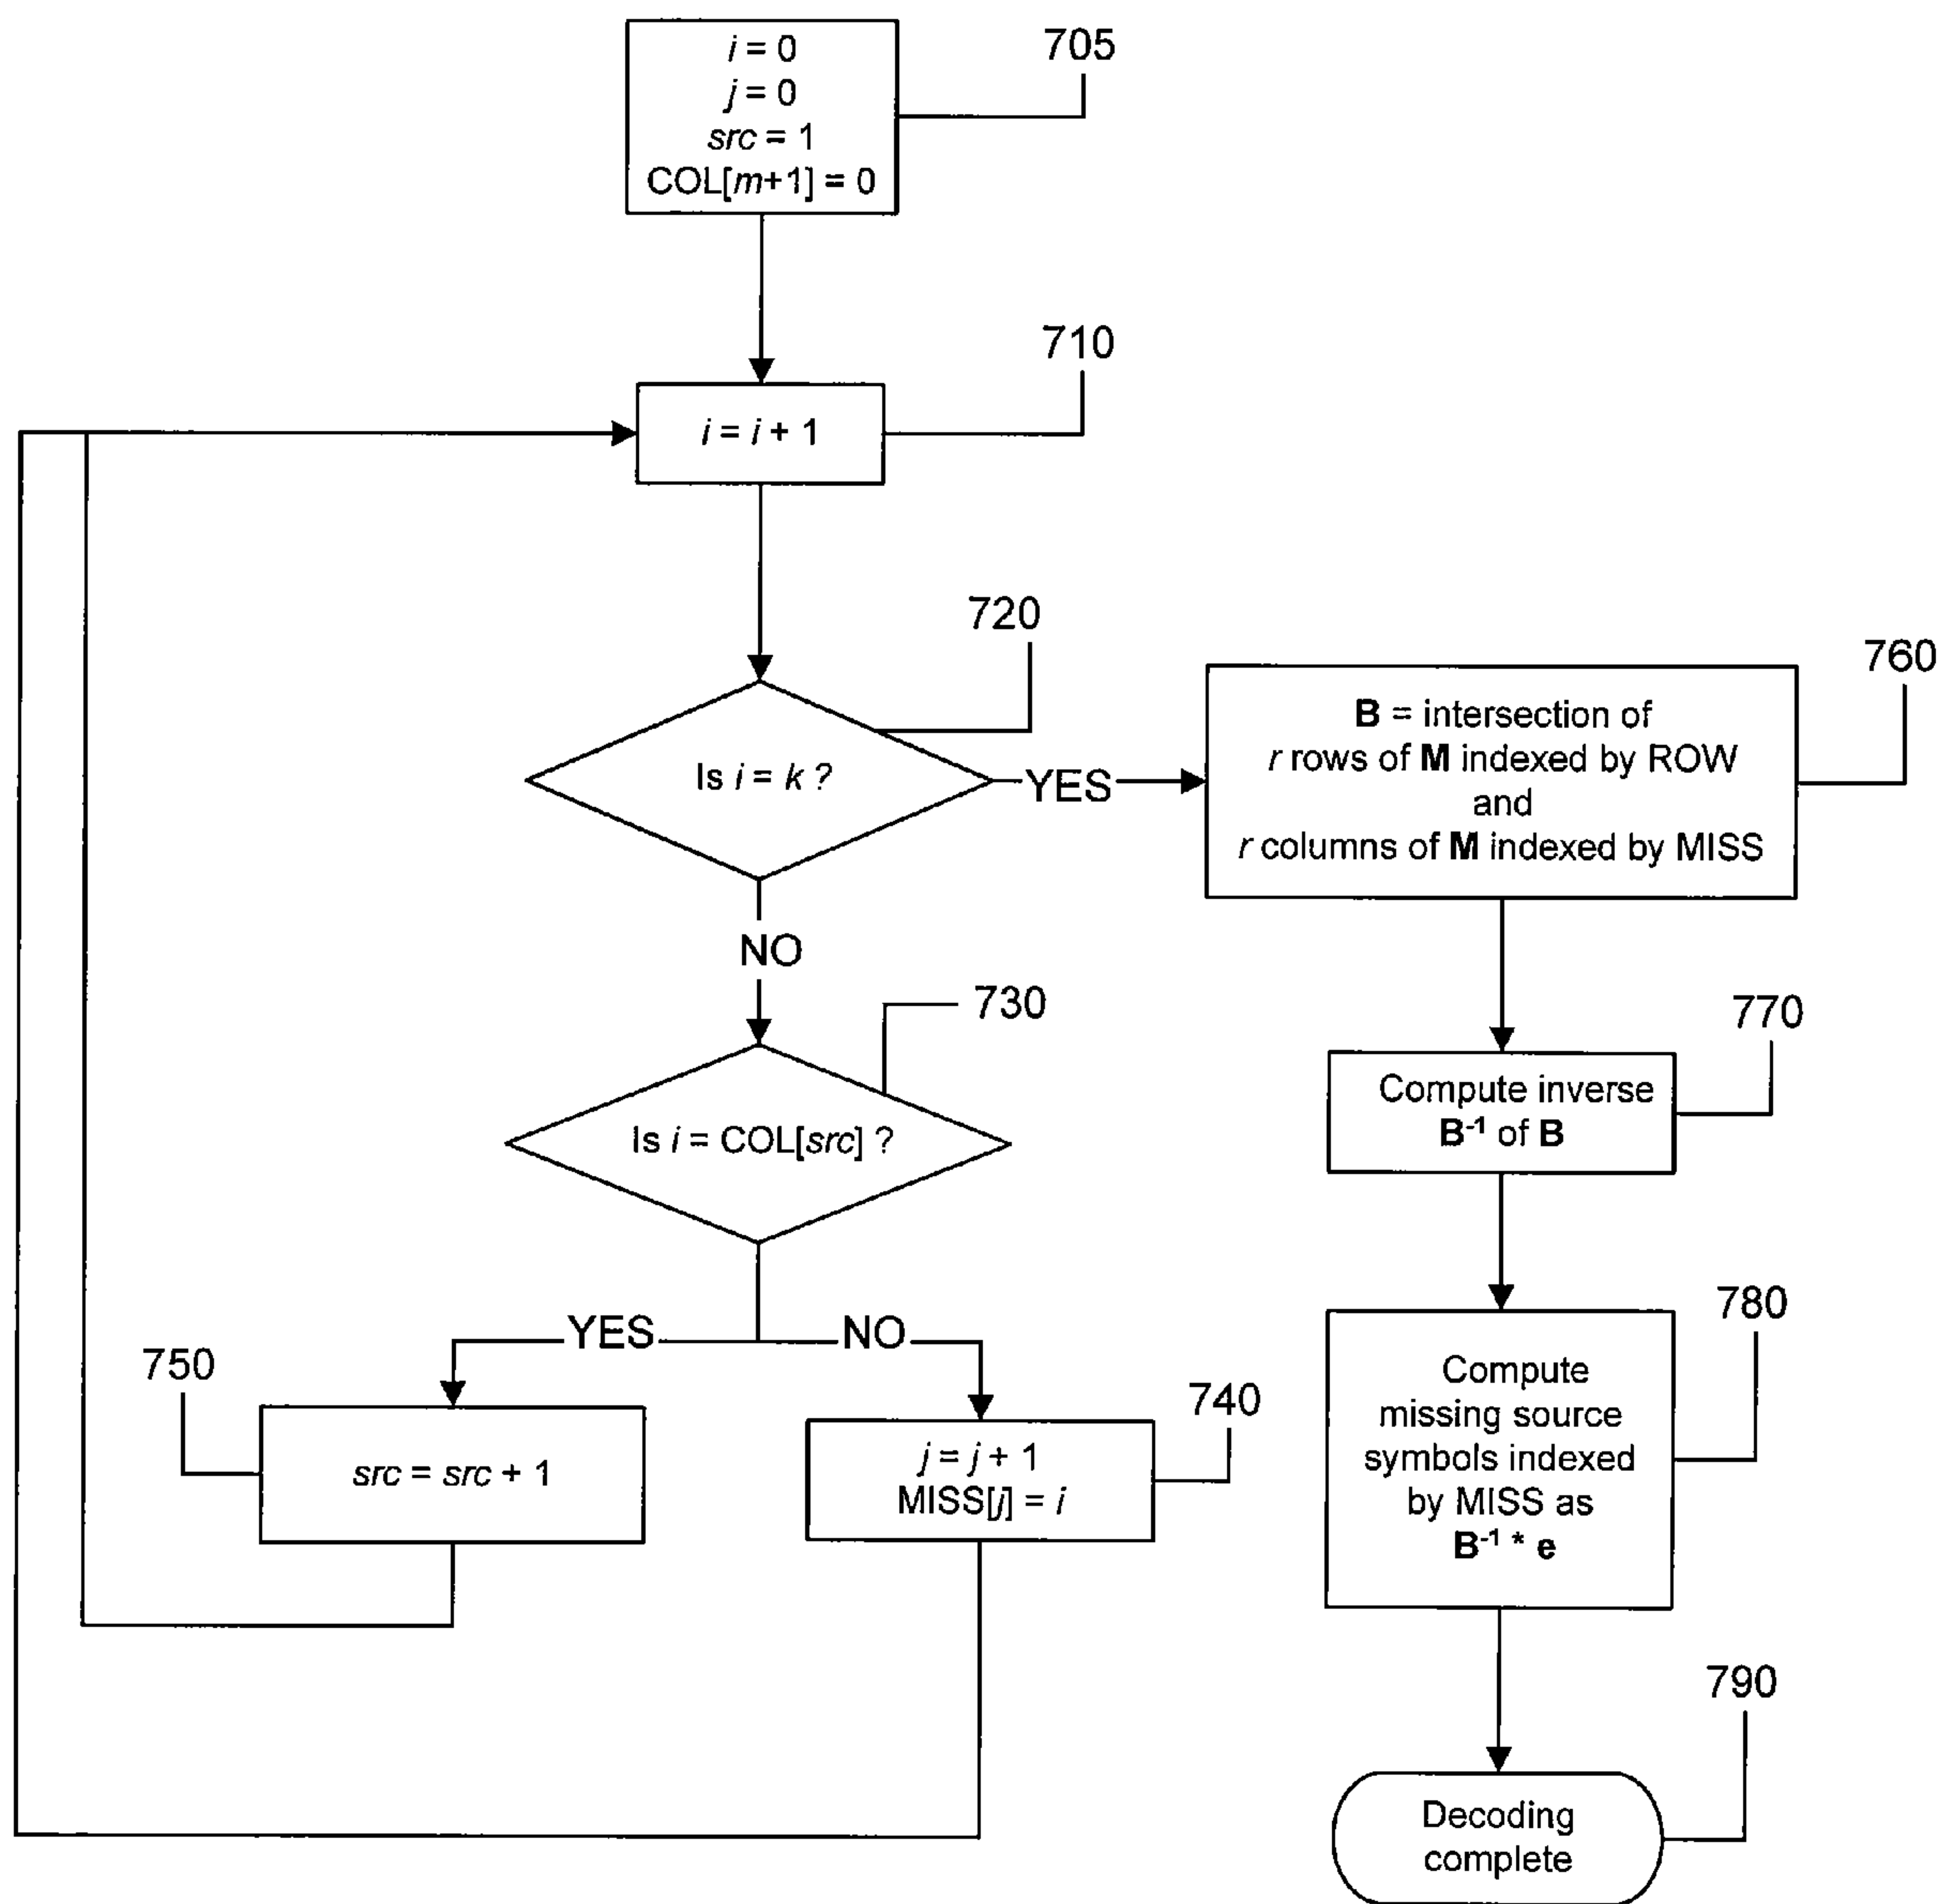 i = 0
j = 0
src = 1
COL[m+1] = 0
705
710
i = i + 1
720
Is i = k ?
YES
760
B = intersection of
r rows of M indexed by ROW
and
r columns of M indexed by MISS
NO
730
Is i = COL[src] ?
770
Compute inverse
B⁻¹ of B
YES
NO
750
src = src + 1
740
j = j + 1
MISS[j] = i
780
Compute
missing source
symbols indexed
by MISS as
B⁻¹ * e
790
Decoding
complete